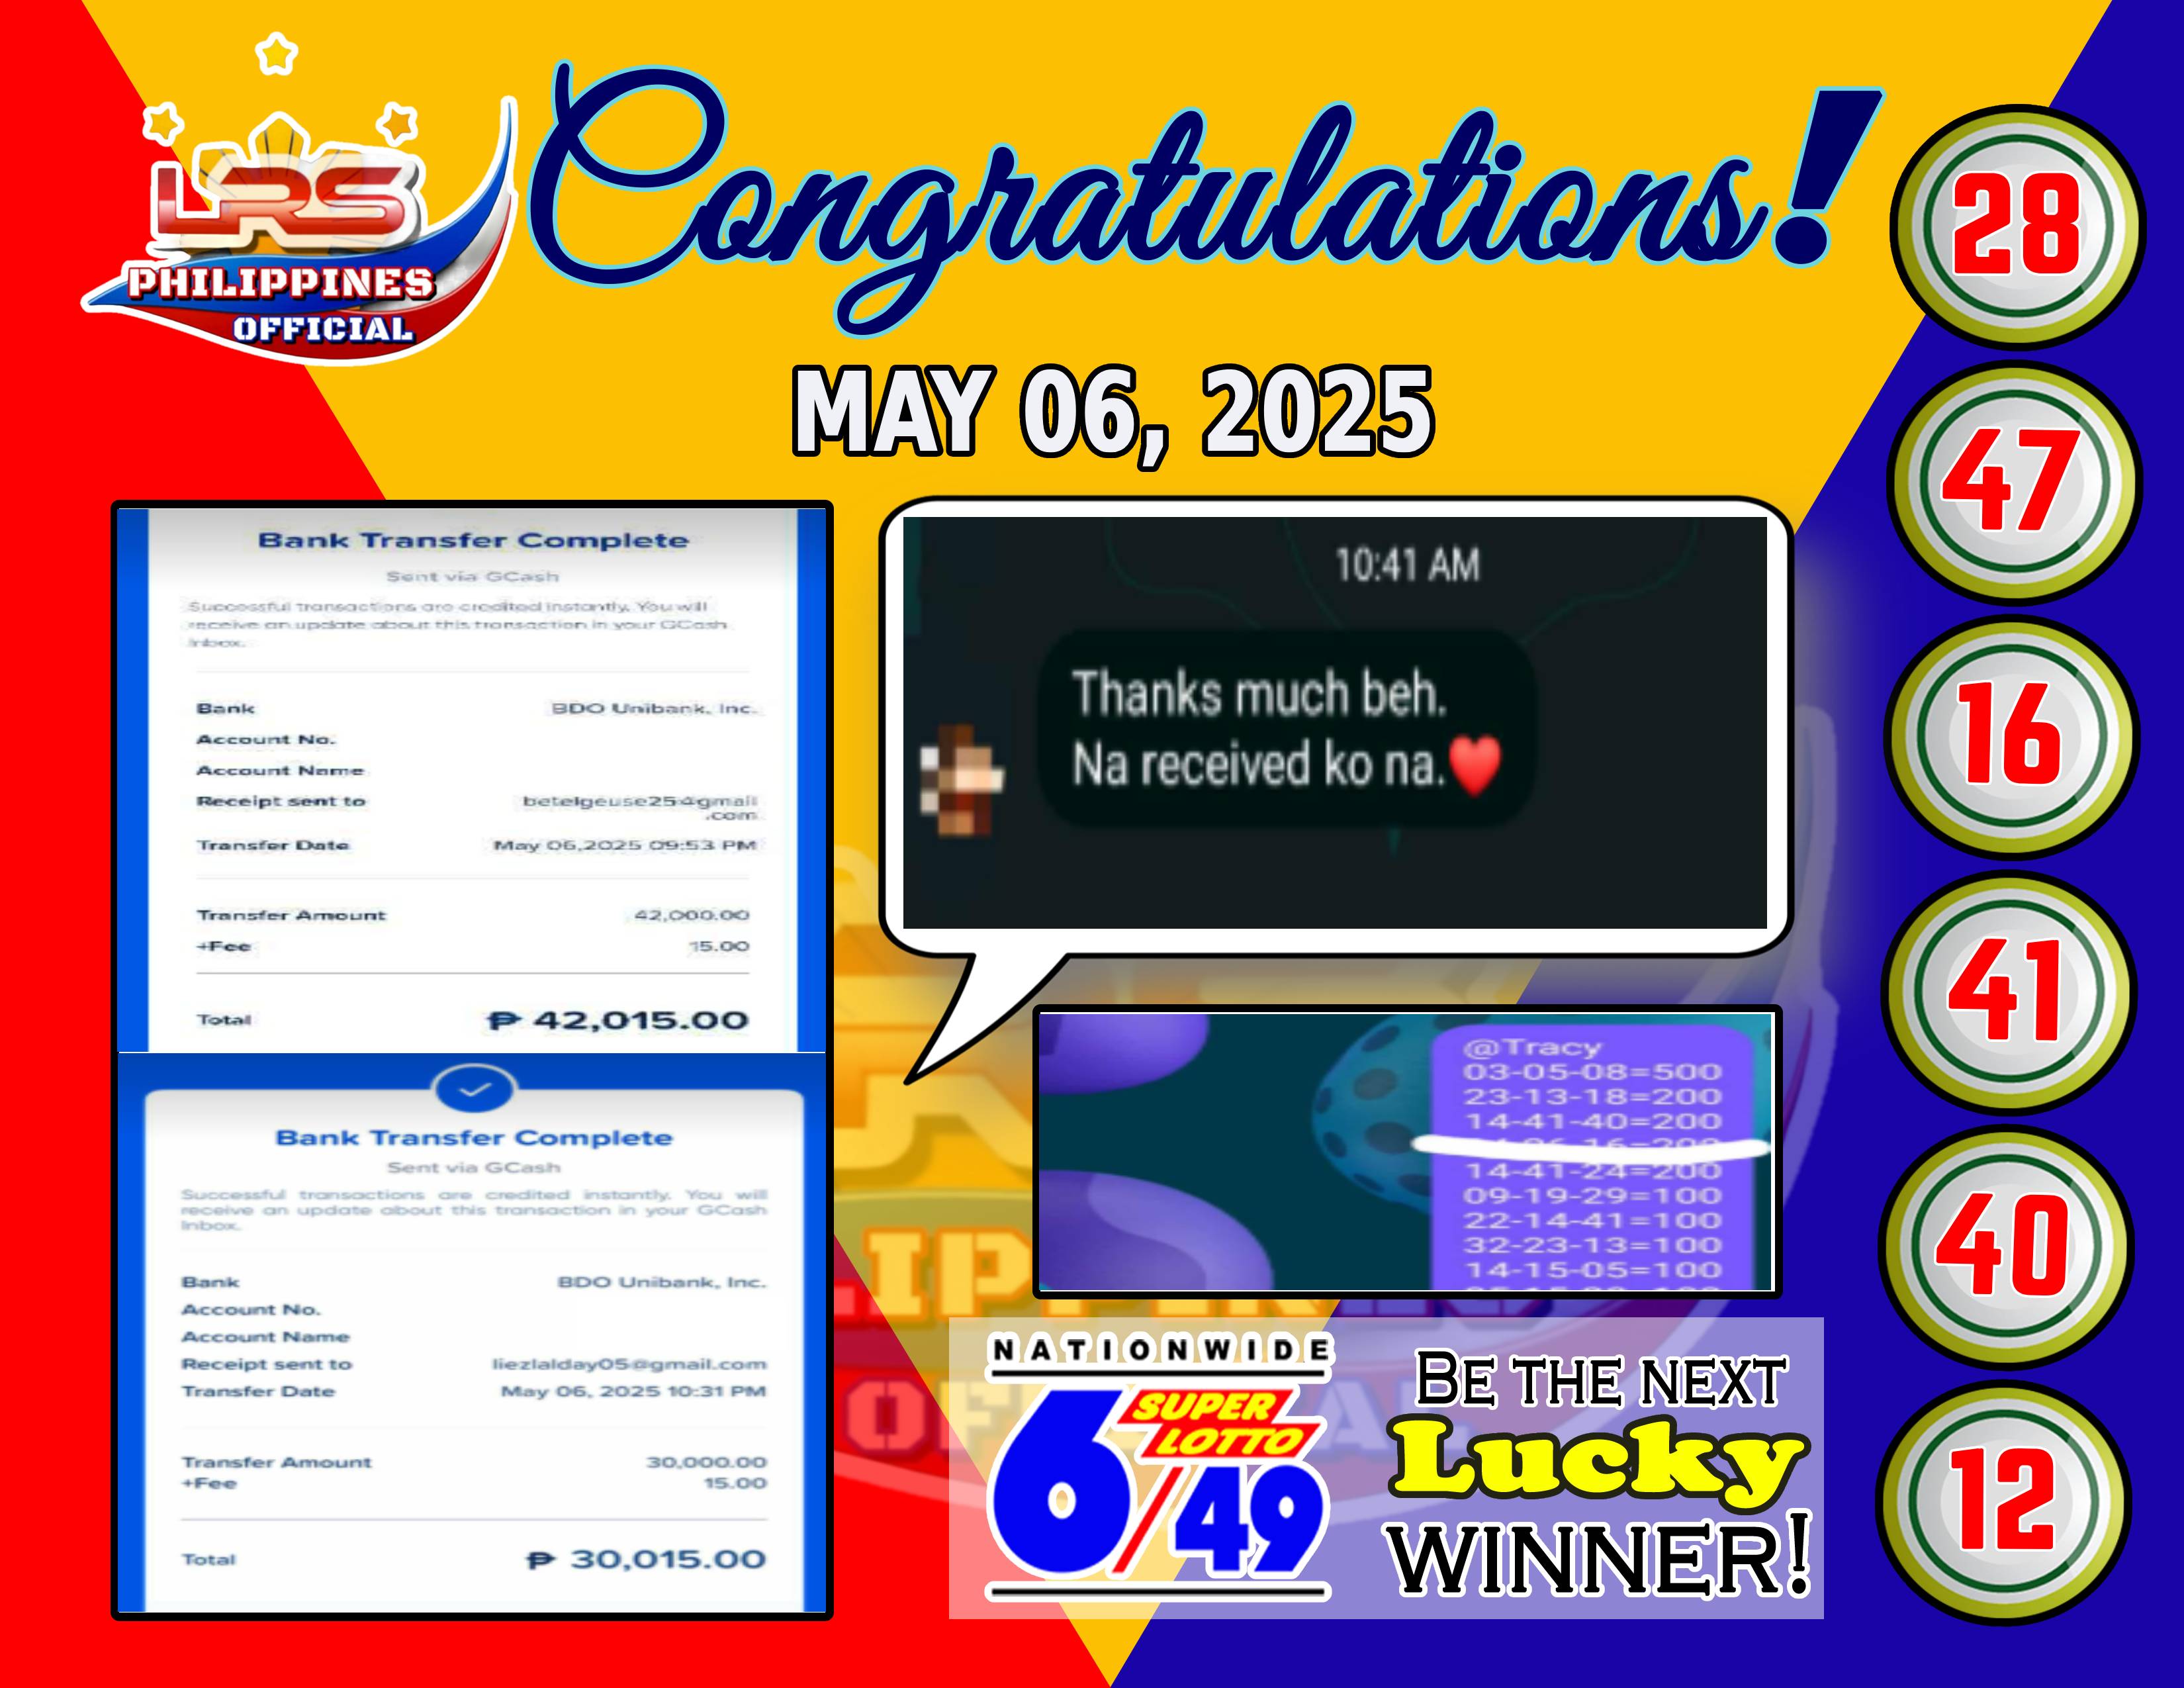 LRS
PHILIPPINES
OFFICIAL
Congratulations!
MAY 06, 2025
Bank Transfer Complete
Sent via GCash
Successful transactions are credited instantly. You will
receive an update about this transaction in your GCash
Inbox.
Bank BDO Unibank, Inc.
Account No.
Account Name
Receipt sent to betelgeuse254gmail
.com
Transfer Date May 06,2025 09:53 PM
Transfer Amount 42,000.00
+Fee 15.00
Total ₱ 42,015.00
Bank Transfer Complete
Sent via GCash
Successful transactions are credited instantly. You will
receive an update about this transaction in your GCash
Inbox.
Bank BDO Unibank, Inc.
Account No.
Account Name
Receipt sent to liezlalday05@gmail.com
Transfer Date May 06, 2025 10:31 PM
Transfer Amount 30,000.00
+Fee 15.00
Total ₱ 30,015.00
10:41 AM
Thanks much beh.
Na received ko na.❤️
@Tracy
03-05-08=500
23-13-18=200
14-41-40=200
14-41-24=200
09-19-29=100
22-14-41=100
32-23-13=100
14-15-05=100
NATIONWIDE
SUPER
LOTTO
6/49
BE THE NEXT
Lucky
WINNER!
28
47
16
41
40
12